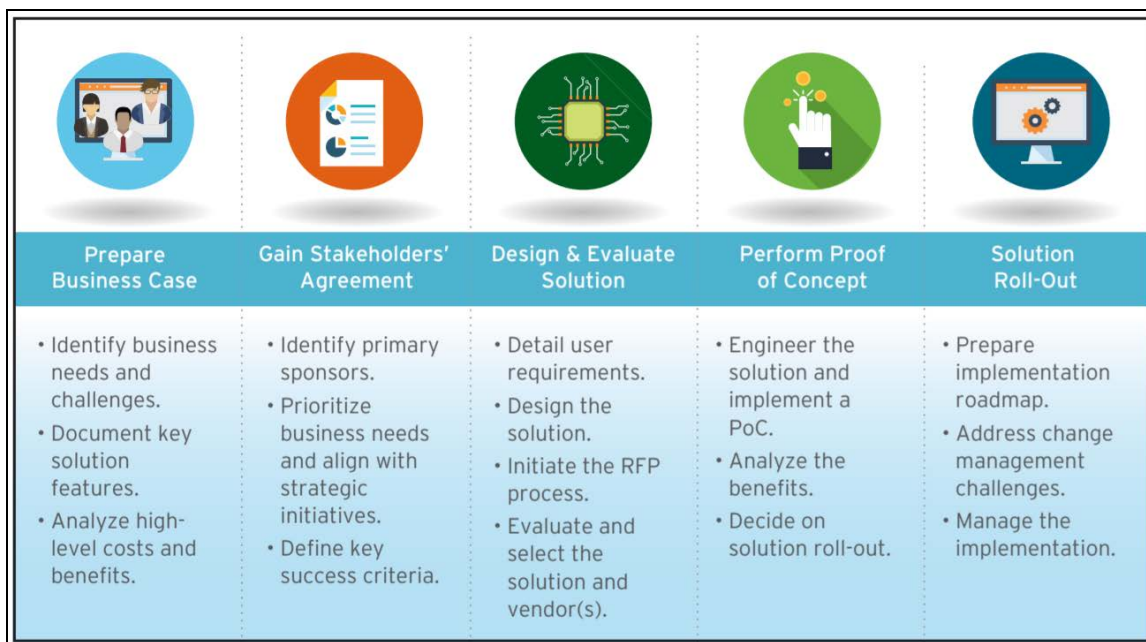 Prepare
Business Case
• Identify business
needs and
challenges.
• Document key
solution
features.
• Analyze high-
level costs and
benefits.
Gain Stakeholders'
Agreement
• Identify primary
sponsors.
• Prioritize
business needs
and align with
strategic
initiatives.
• Define key
success criteria.
Design & Evaluate
Solution
• Detail user
requirements.
• Design the
solution.
• Initiate the RFP
process.
• Evaluate and
select the
solution and
vendor(s).
Perform Proof
of Concept
• Engineer the
solution and
implement a
PoC.
• Analyze the
benefits.
• Decide on
solution roll-out.
Solution
Roll-Out
• Prepare
implementation
roadmap.
• Address change
management
challenges.
• Manage the
implementation.